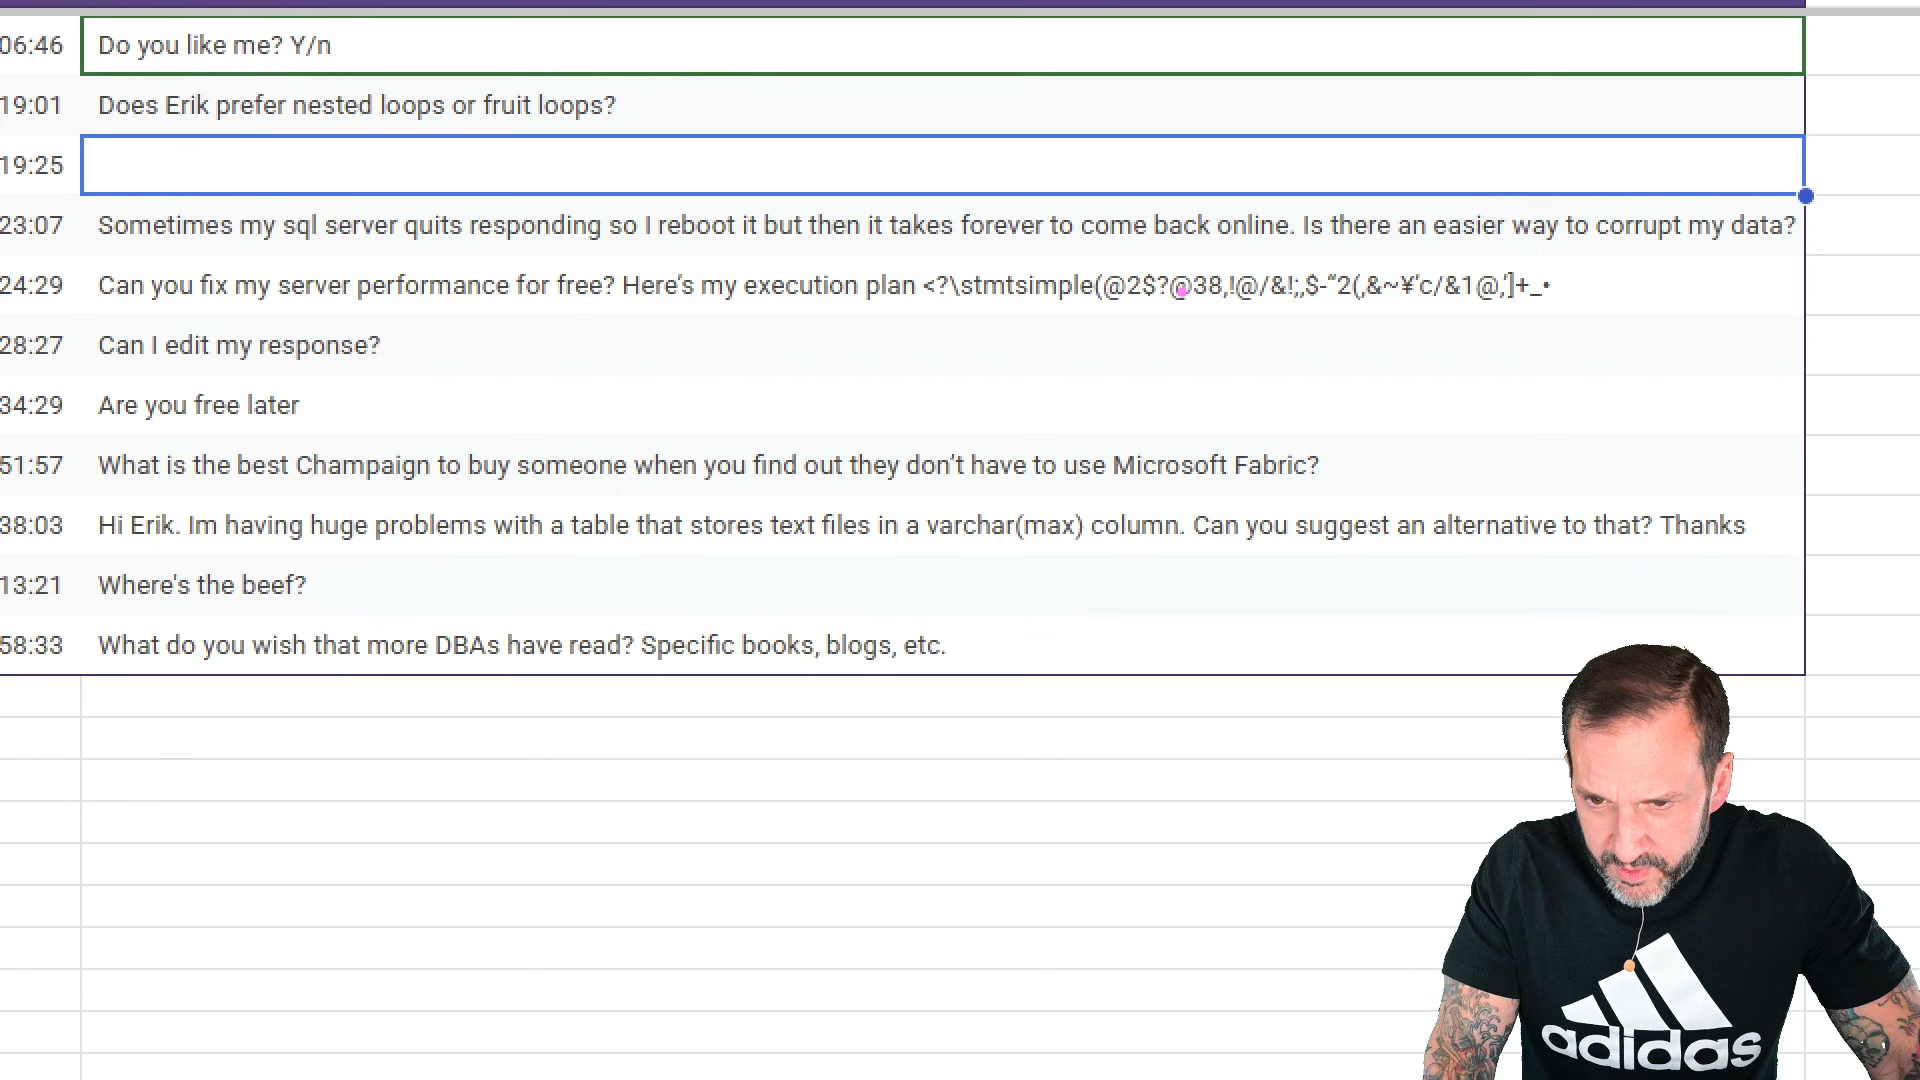 06:46 Do you like me? Y/n
19:01 Does Erik prefer nested loops or fruit loops?
19:25
23:07 Sometimes my sql server quits responding so I reboot it but then it takes forever to come back online. Is there an easier way to corrupt my data?
24:29 Can you fix my server performance for free? Here’s my execution plan <?\stmtsimple(@2$?@38,!@/&!;,$-“2(,&~¥’c/&1@,‘]+_•
28:27 Can I edit my response?
34:29 Are you free later
51:57 What is the best Champaign to buy someone when you find out they don’t have to use Microsoft Fabric?
38:03 Hi Erik. Im having huge problems with a table that stores text files in a varchar(max) column. Can you suggest an alternative to that? Thanks
13:21 Where's the beef?
58:33 What do you wish that more DBAs have read? Specific books, blogs, etc.
adidas